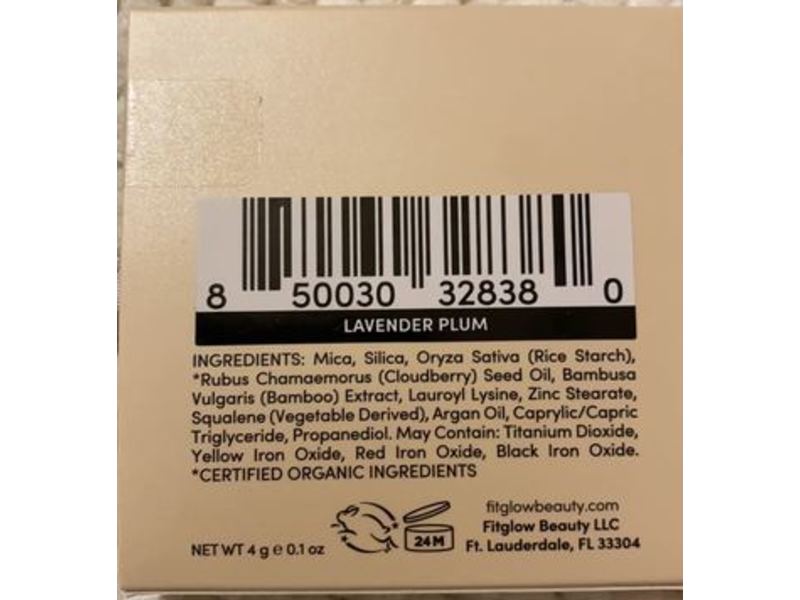 8 50030 32838 0
LAVENDER PLUM
INGREDIENTS: Mica, Silica, Oryza Sativa (Rice Starch),
*Rubus Chamaemorus (Cloudberry) Seed Oil, Bambusa
Vulgaris (Bamboo) Extract, Lauroyl Lysine, Zinc Stearate,
Squalene (Vegetable Derived), Argan Oil, Caprylic/Capric
Triglyceride, Propanediol. May Contain: Titanium Dioxide,
Yellow Iron Oxide, Red Iron Oxide, Black Iron Oxide.
*CERTIFIED ORGANIC INGREDIENTS
NET WT 4 g e 0.1 oz
24M
fitglowbeauty.com
Fitglow Beauty LLC
Ft. Lauderdale, FL 33304